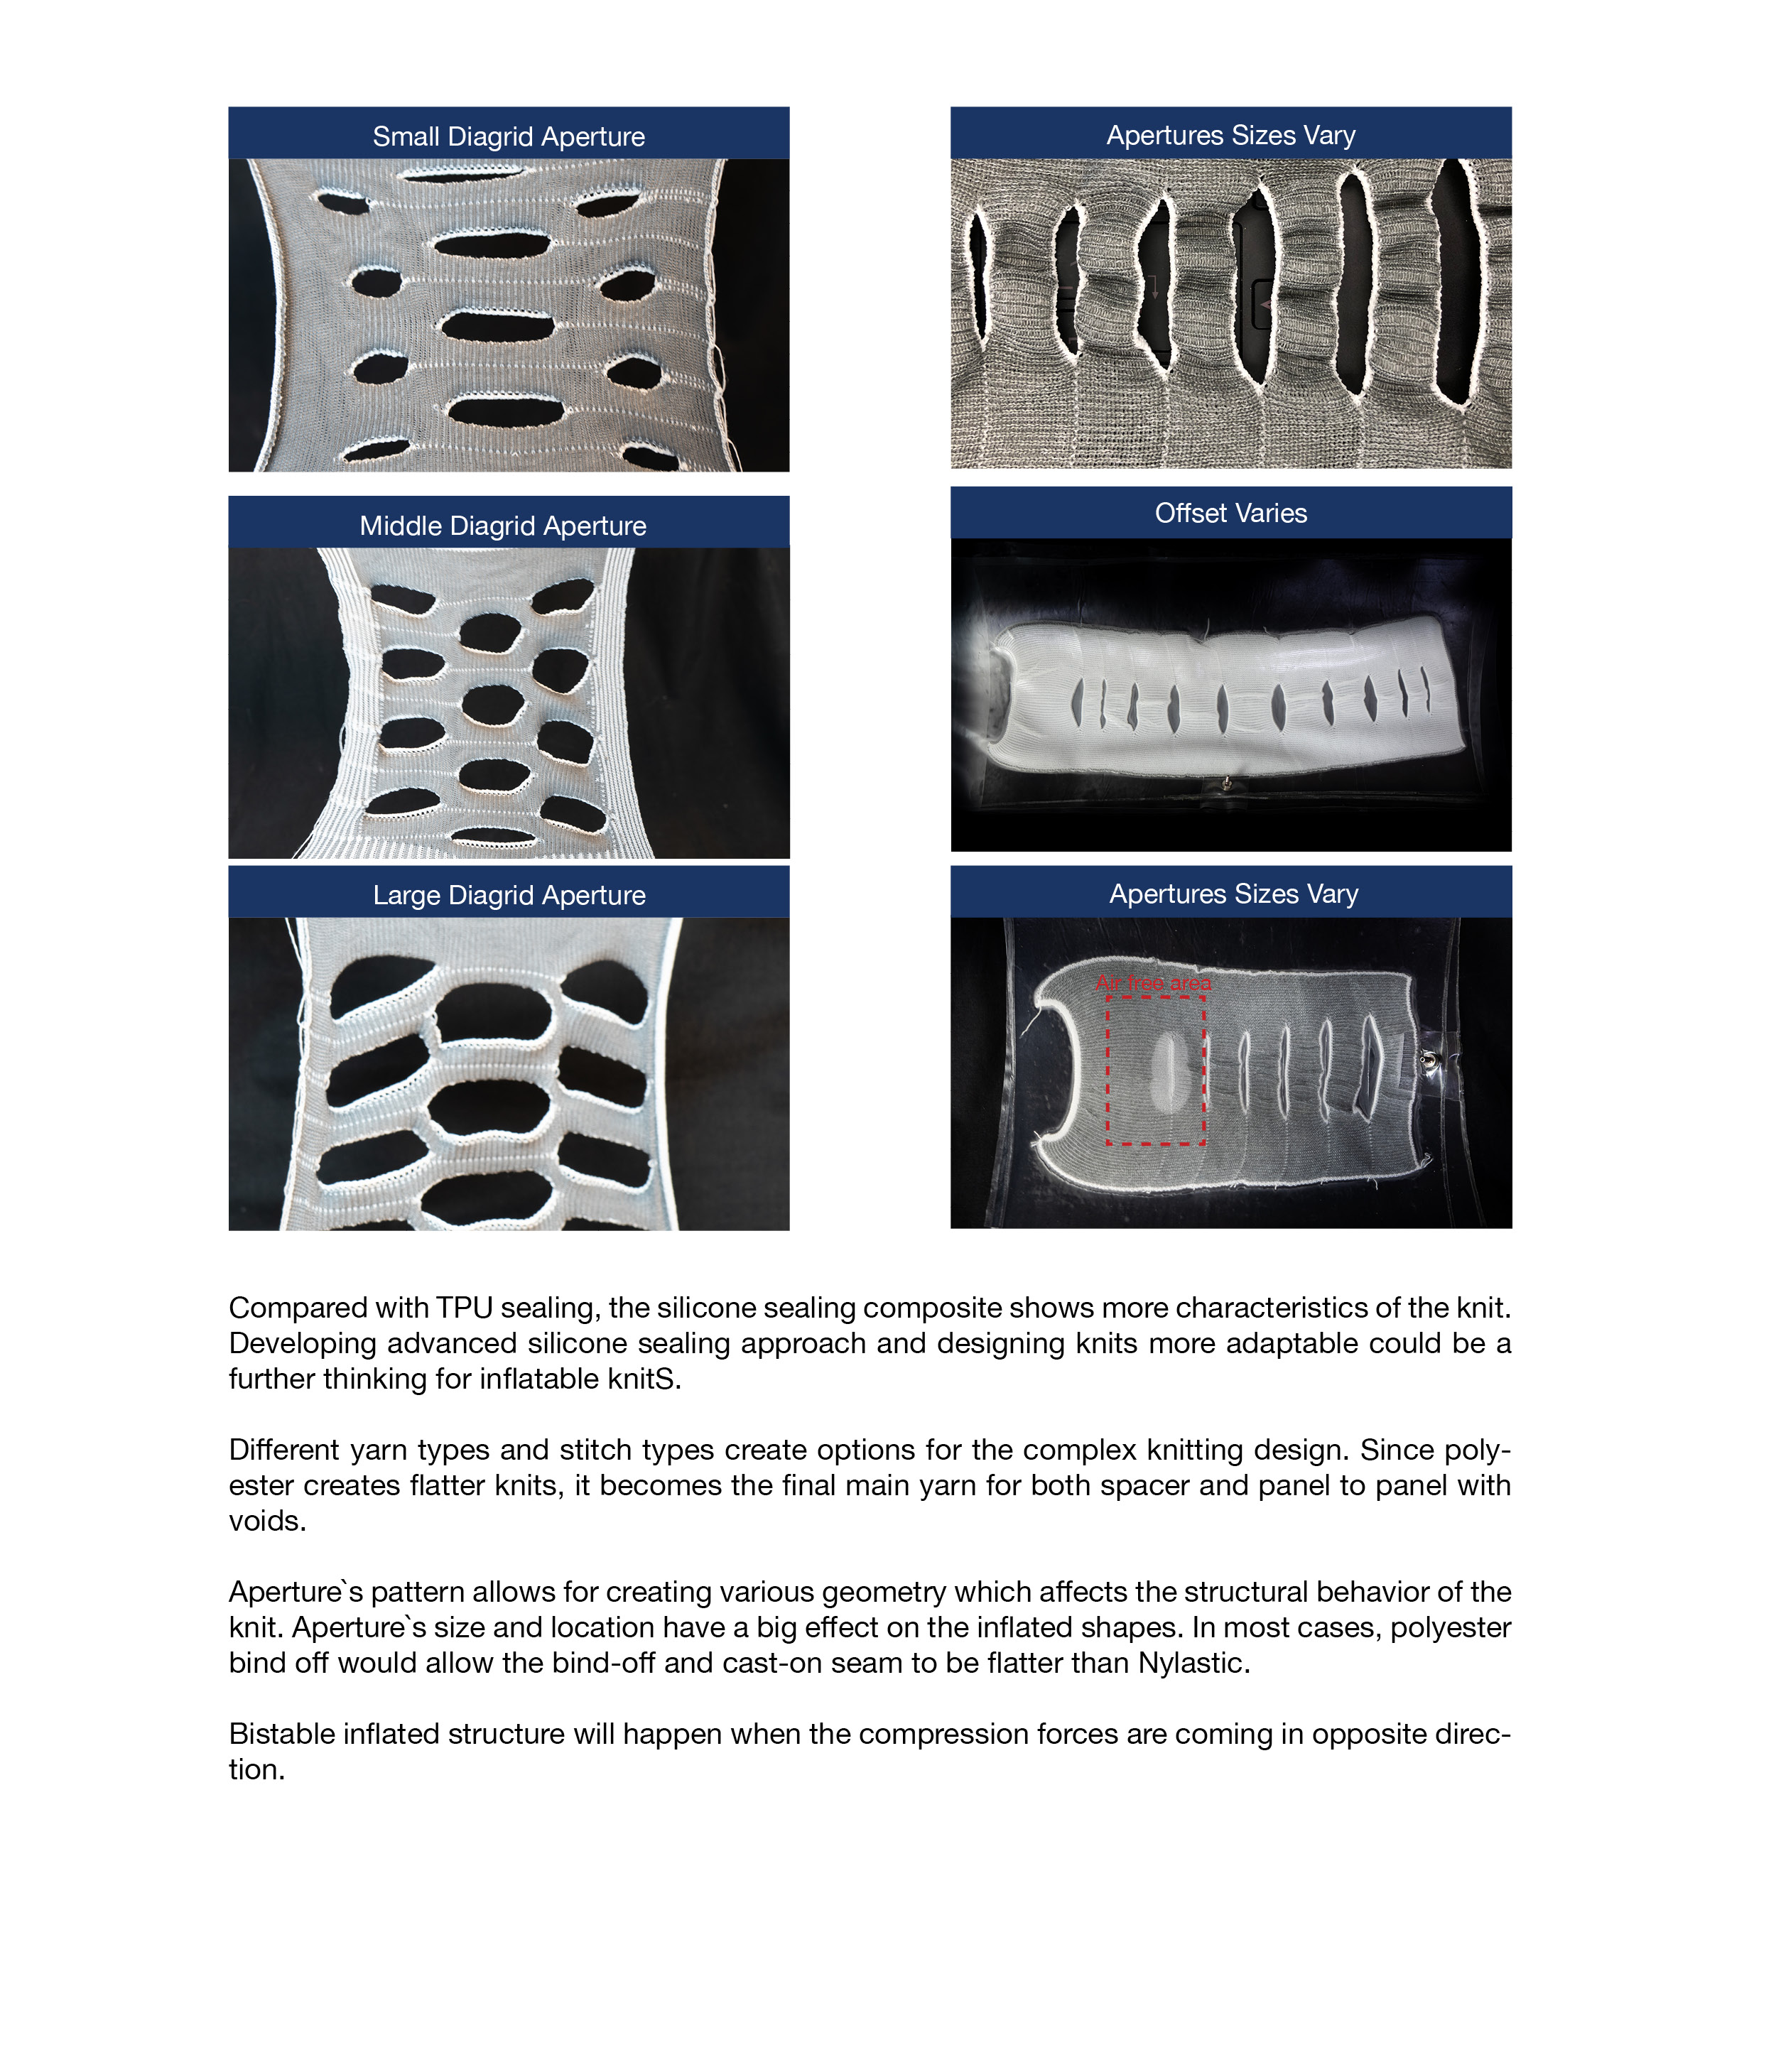 Small Diagrid Aperture
Apertures Sizes Vary
Middle Diagrid Aperture
Offset Varies
Large Diagrid Aperture
Apertures Sizes Vary
Air free area
Compared with TPU sealing, the silicone sealing composite shows more characteristics of the knit.
Developing advanced silicone sealing approach and designing knits more adaptable could be a
further thinking for inflatable knitS.
Different yarn types and stitch types create options for the complex knitting design. Since poly-
ester creates flatter knits, it becomes the final main yarn for both spacer and panel to panel with
voids.
Aperture`s pattern allows for creating various geometry which affects the structural behavior of the
knit. Aperture`s size and location have a big effect on the inflated shapes. In most cases, polyester
bind off would allow the bind-off and cast-on seam to be flatter than Nylastic.
Bistable inflated structure will happen when the compression forces are coming in opposite direc-
tion.